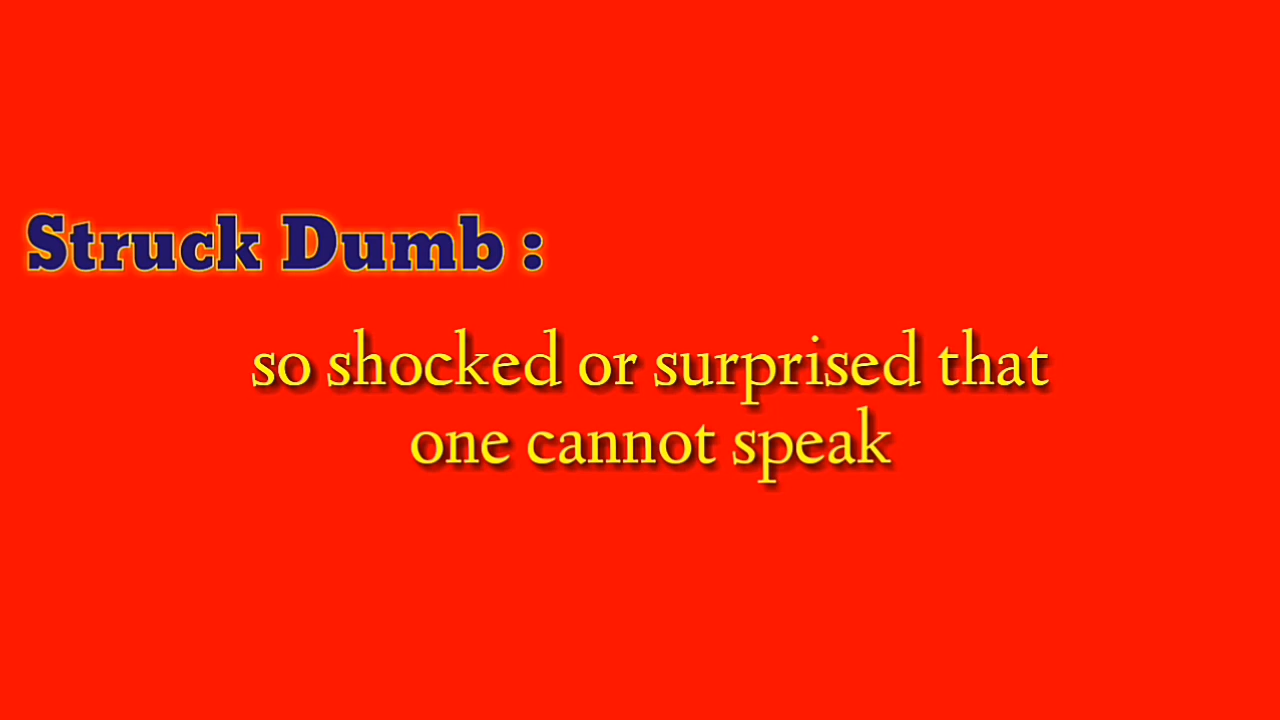 Struck Dumb :
so shocked or surprised that
one cannot speak